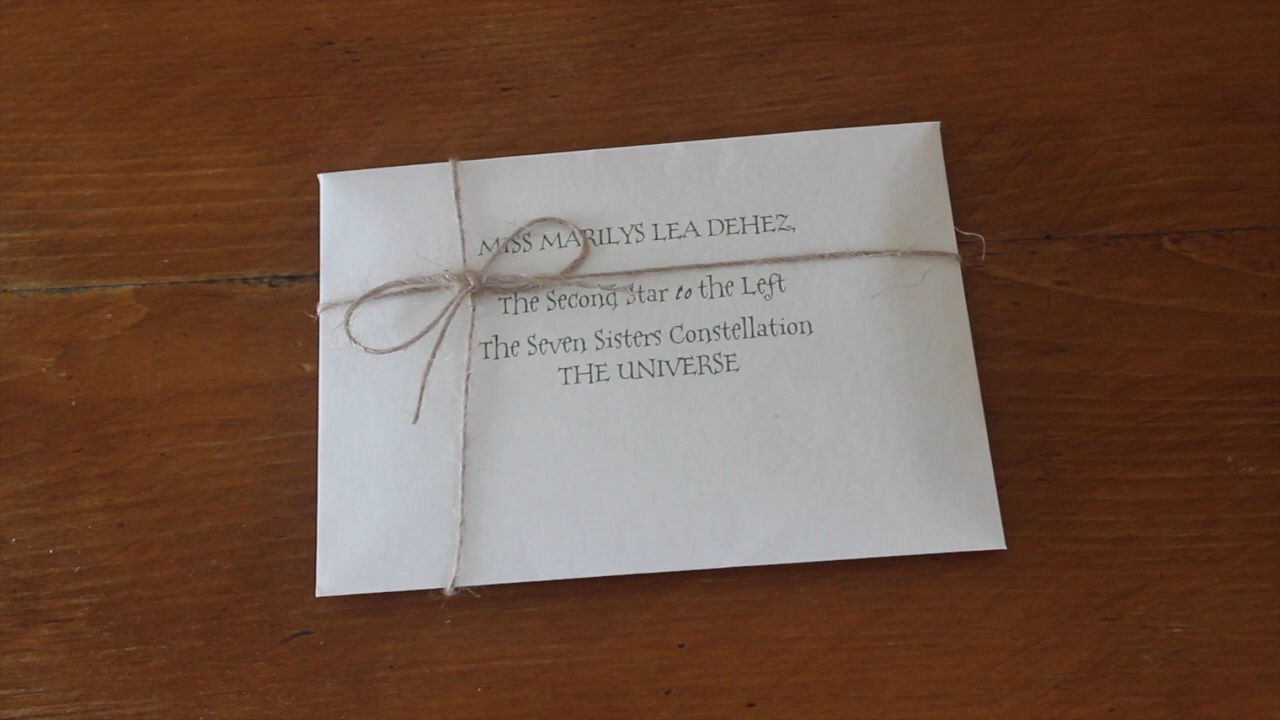 MISS MARILYS LEA DEHEZ,
The Second Star to the Left
The Seven Sisters Constellation
THE UNIVERSE